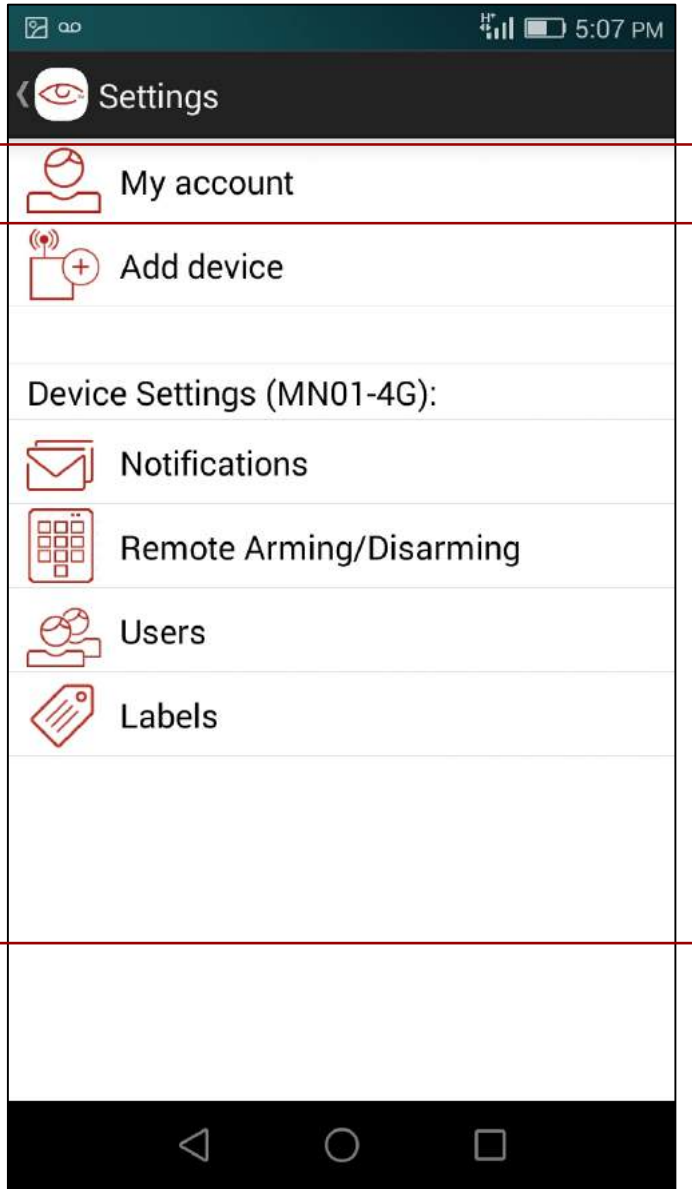 H+ 5:07 PM
Settings
My account
Add device
Device Settings (MN01-4G):
Notifications
Remote Arming/Disarming
Users
Labels